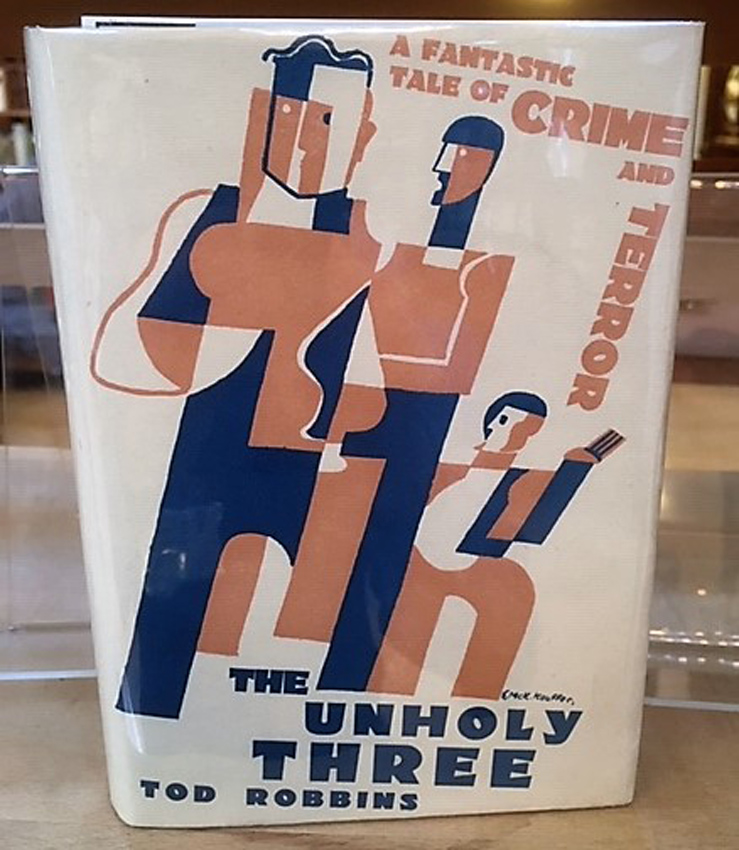 A FANTASTIC
TALE OF CRIME
AND
TERROR
THE
UNHOLY
THREE
TOD ROBBINS